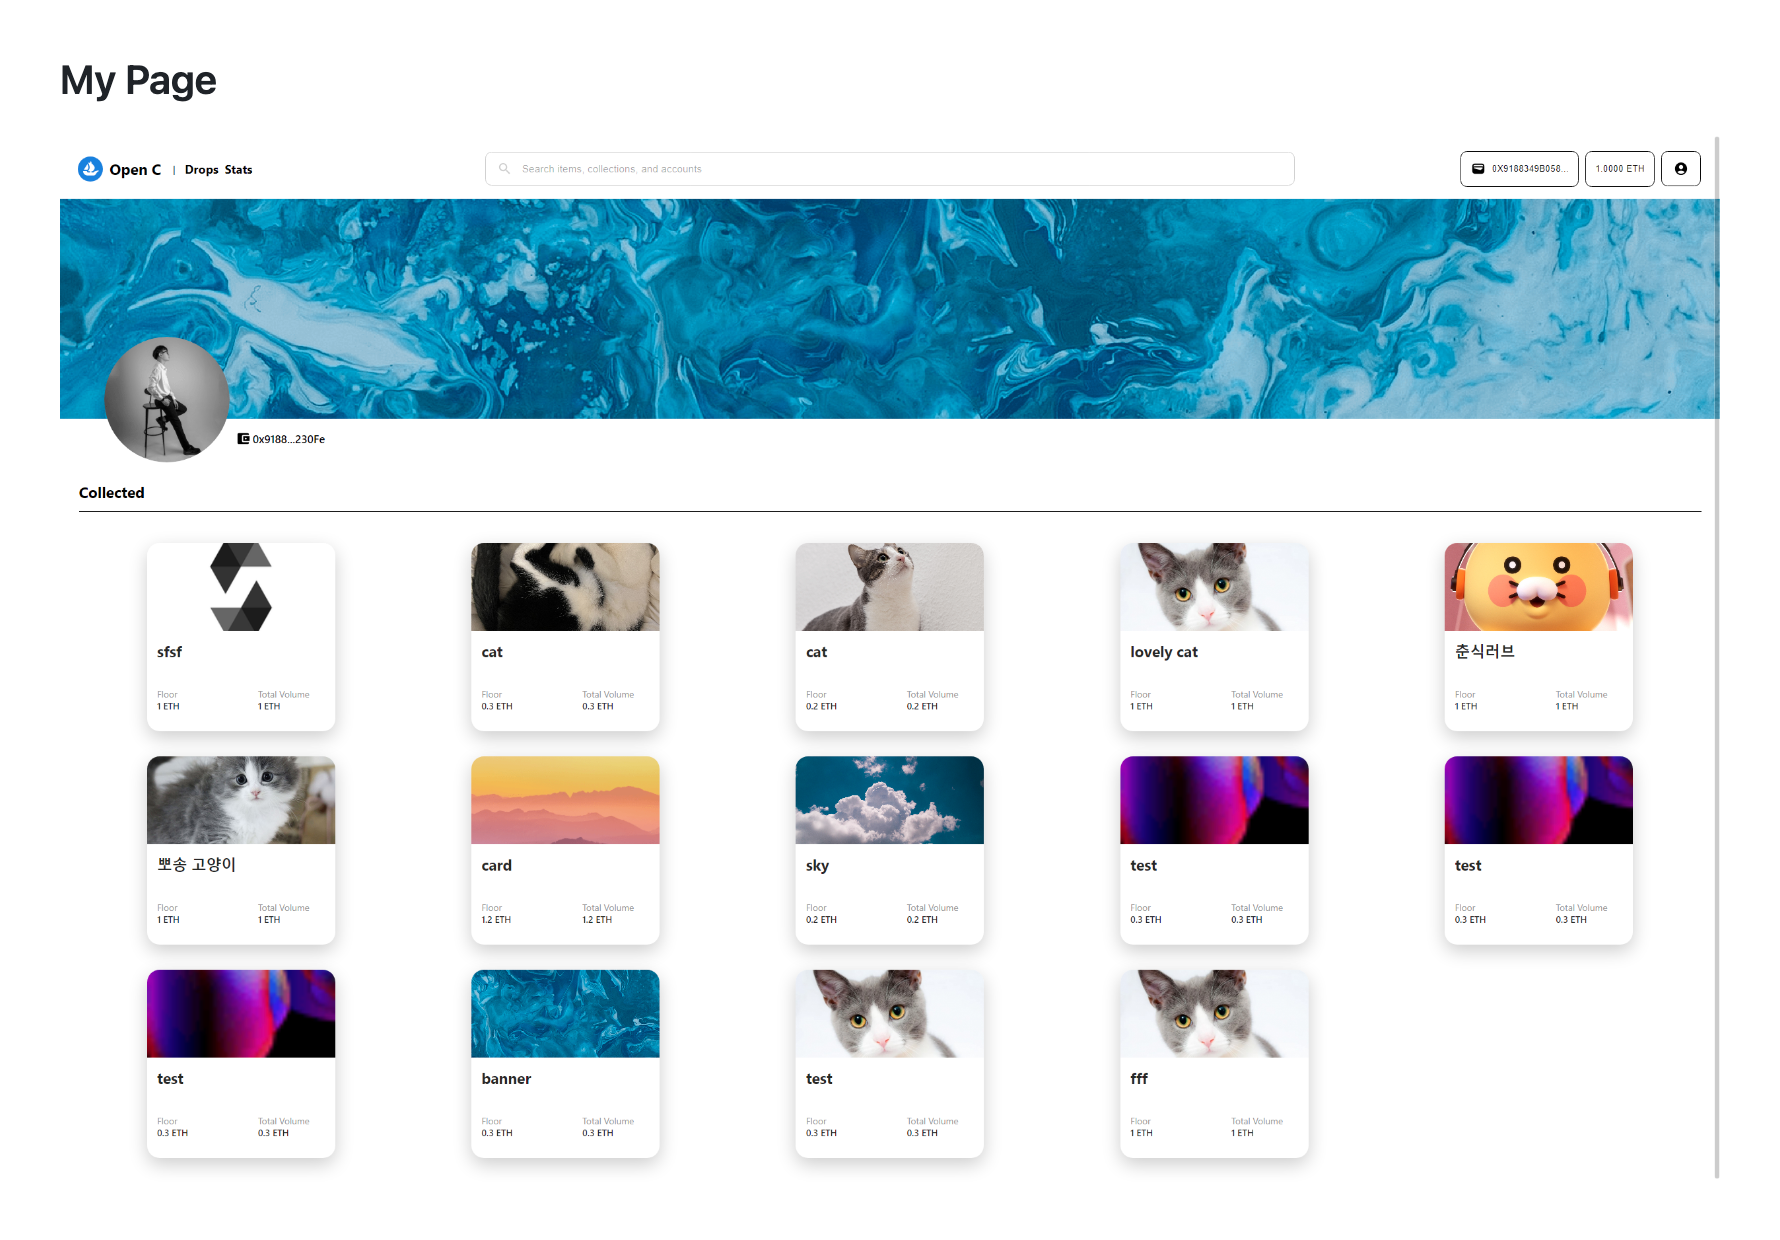 My Page
Open C | Drops Stats
Search items, collections, and accounts
0X9188349B058...
1.0000 ETH
0x9188...230Fe
Collected
sfsf
Floor Total Volume
1 ETH 1 ETH
cat
Floor Total Volume
0.3 ETH 0.3 ETH
cat
Floor Total Volume
0.2 ETH 0.2 ETH
lovely cat
Floor Total Volume
1 ETH 1 ETH
춘식러브
Floor Total Volume
1 ETH 1 ETH
뽀송 고양이
Floor Total Volume
1 ETH 1 ETH
card
Floor Total Volume
1.2 ETH 1.2 ETH
sky
Floor Total Volume
0.2 ETH 0.2 ETH
test
Floor Total Volume
0.3 ETH 0.3 ETH
test
Floor Total Volume
0.3 ETH 0.3 ETH
test
Floor Total Volume
0.3 ETH 0.3 ETH
banner
Floor Total Volume
0.3 ETH 0.3 ETH
test
Floor Total Volume
0.3 ETH 0.3 ETH
fff
Floor Total Volume
1 ETH 1 ETH